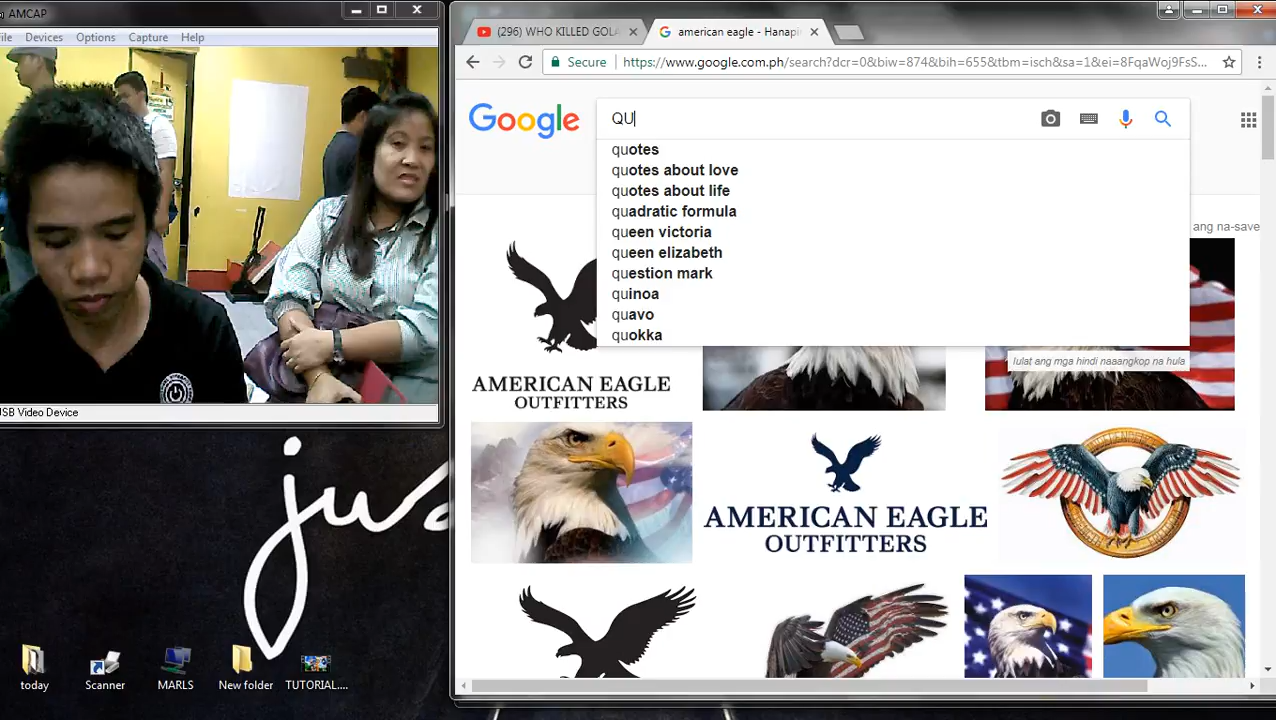 AMCAP
ile Devices Options Capture Help
USB Video Device
(296) WHO KILLED GOLA
american eagle - Hanapi
Secure https://www.google.com.ph/search?dcr=0&biw=874&bih=655&tbm=isch&sa=1&ei=8FqaWoj9FsS...
Google
QU
quotes
quotes about love
quotes about life
quadratic formula
queen victoria
queen elizabeth
question mark
quinoa
quavo
quokka
ang na-save
Iulat ang mga hindi naaangkop na hula
AMERICAN EAGLE
OUTFITTERS
AMERICAN EAGLE
OUTFITTERS
jus
today
Scanner
MARLS
New folder
TUTORIAL....